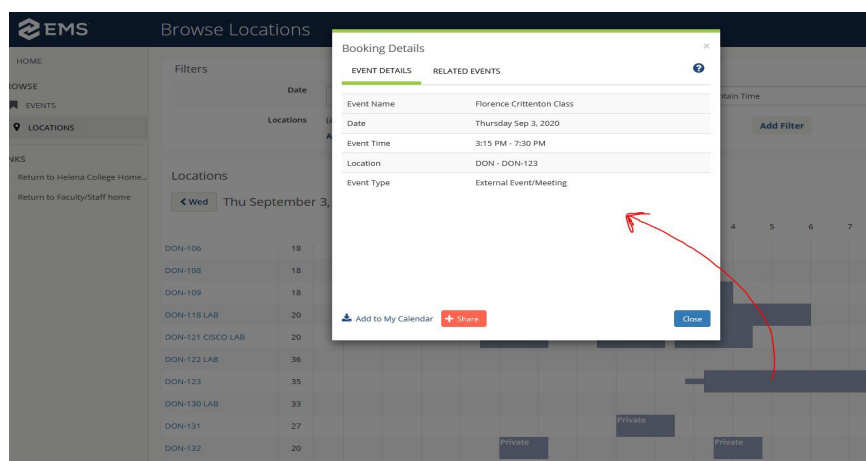 EMS
Browse Locations
HOME
OWSE
EVENTS
LOCATIONS
NKS
Return to Helena College Home...
Return to Faculty/Staff home
Filters
Date
ntain Time
Locations
Add Filter
Locations
Wed Thu September 3,
4 5 6 7
DON-106 18
DON-108 18
DON-109 18
DON-118 LAB 20
DON-121 CISCO LAB 20
DON-122 LAB 36
DON-123 35
DON-130 LAB 33
DON-131 27 Private
DON-132 20 Private Private
Booking Details ×
EVENT DETAILS RELATED EVENTS ?
Event Name Florence Crittenton Class
Date Thursday Sep 3, 2020
Event Time 3:15 PM - 7:30 PM
Location DON - DON-123
Event Type External Event/Meeting
Add to My Calendar + Share Close